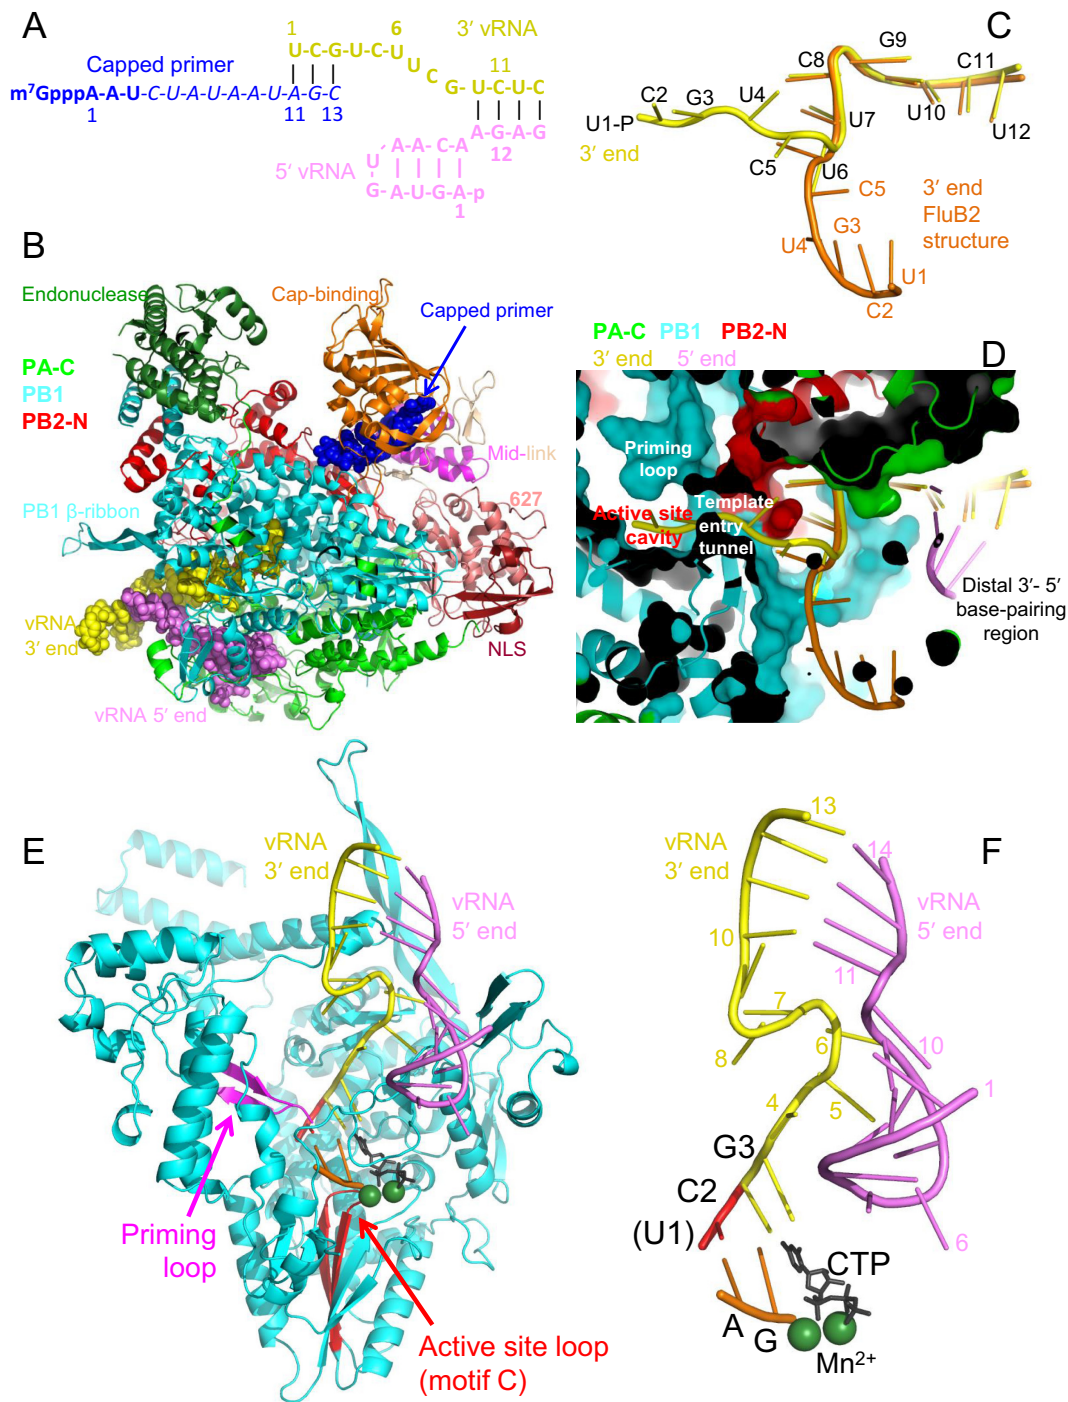 A
1 6 3′ vRNA
U-C-G-U-C-U
U
C
G-U-C-U-C
11
Capped primer
m⁷GpppA-A-U-C-U-A-U-A-A-U-A-G-C
1 11 13
A-G-A-G
12
5′ vRNA
U A-A-C-A
G-A-U-G-A-p
1
C
G9
C8
C11
C2
G3
U4
U1-P
U10
U7
U12
3′ end
C5
U6
C5
3′ end
FluB2
structure
G3
U4
U1
C2
B
Endonuclease
Cap-binding
Capped primer
PA-C
PB1
PB2-N
Mid-link
627
PB1 β-ribbon
vRNA
3′ end
NLS
vRNA 5′ end
PA-C PB1 PB2-N
D
3′ end 5′ end
Priming
loop
Template
entry
tunnel
Active site
cavity
Distal 3′- 5′
base-pairing
region
E
vRNA
3′ end
vRNA
5′ end
Priming
loop
Active site loop
(motif C)
F
13
vRNA
3′ end
14
vRNA
5′ end
10
11
7
6
8
10
5
4
1
G3
C2
(U1)
6
CTP
A
G
Mn²⁺